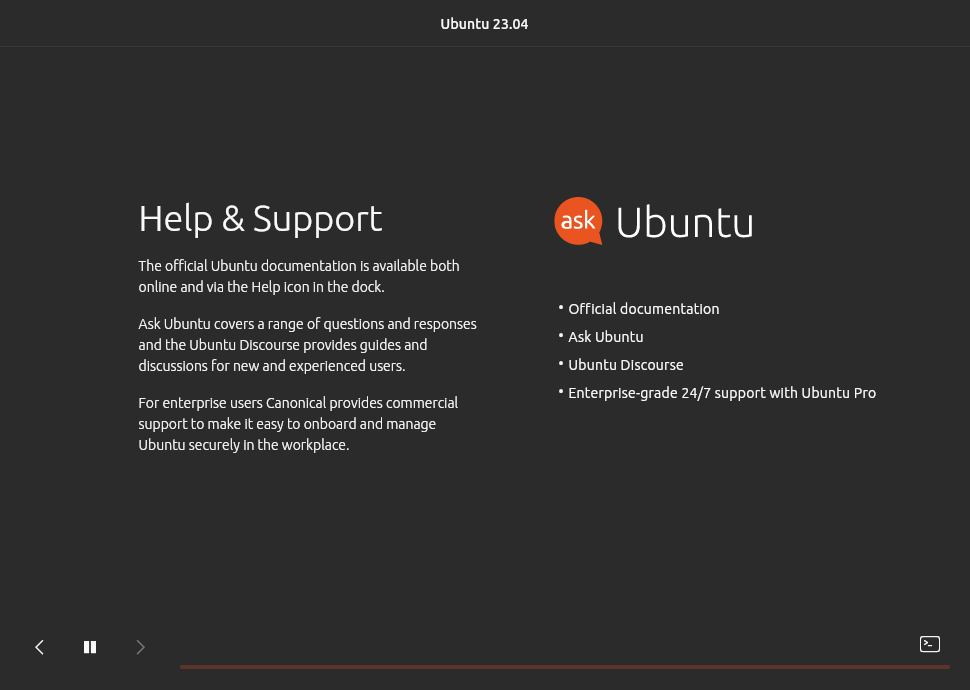 Ubuntu 23.04
Help & Support
The official Ubuntu documentation is available both
online and via the Help icon in the dock.
Ask Ubuntu covers a range of questions and responses
and the Ubuntu Discourse provides guides and
discussions for new and experienced users.
For enterprise users Canonical provides commercial
support to make it easy to onboard and manage
Ubuntu securely in the workplace.
ask Ubuntu
• Official documentation
• Ask Ubuntu
• Ubuntu Discourse
• Enterprise-grade 24/7 support with Ubuntu Pro